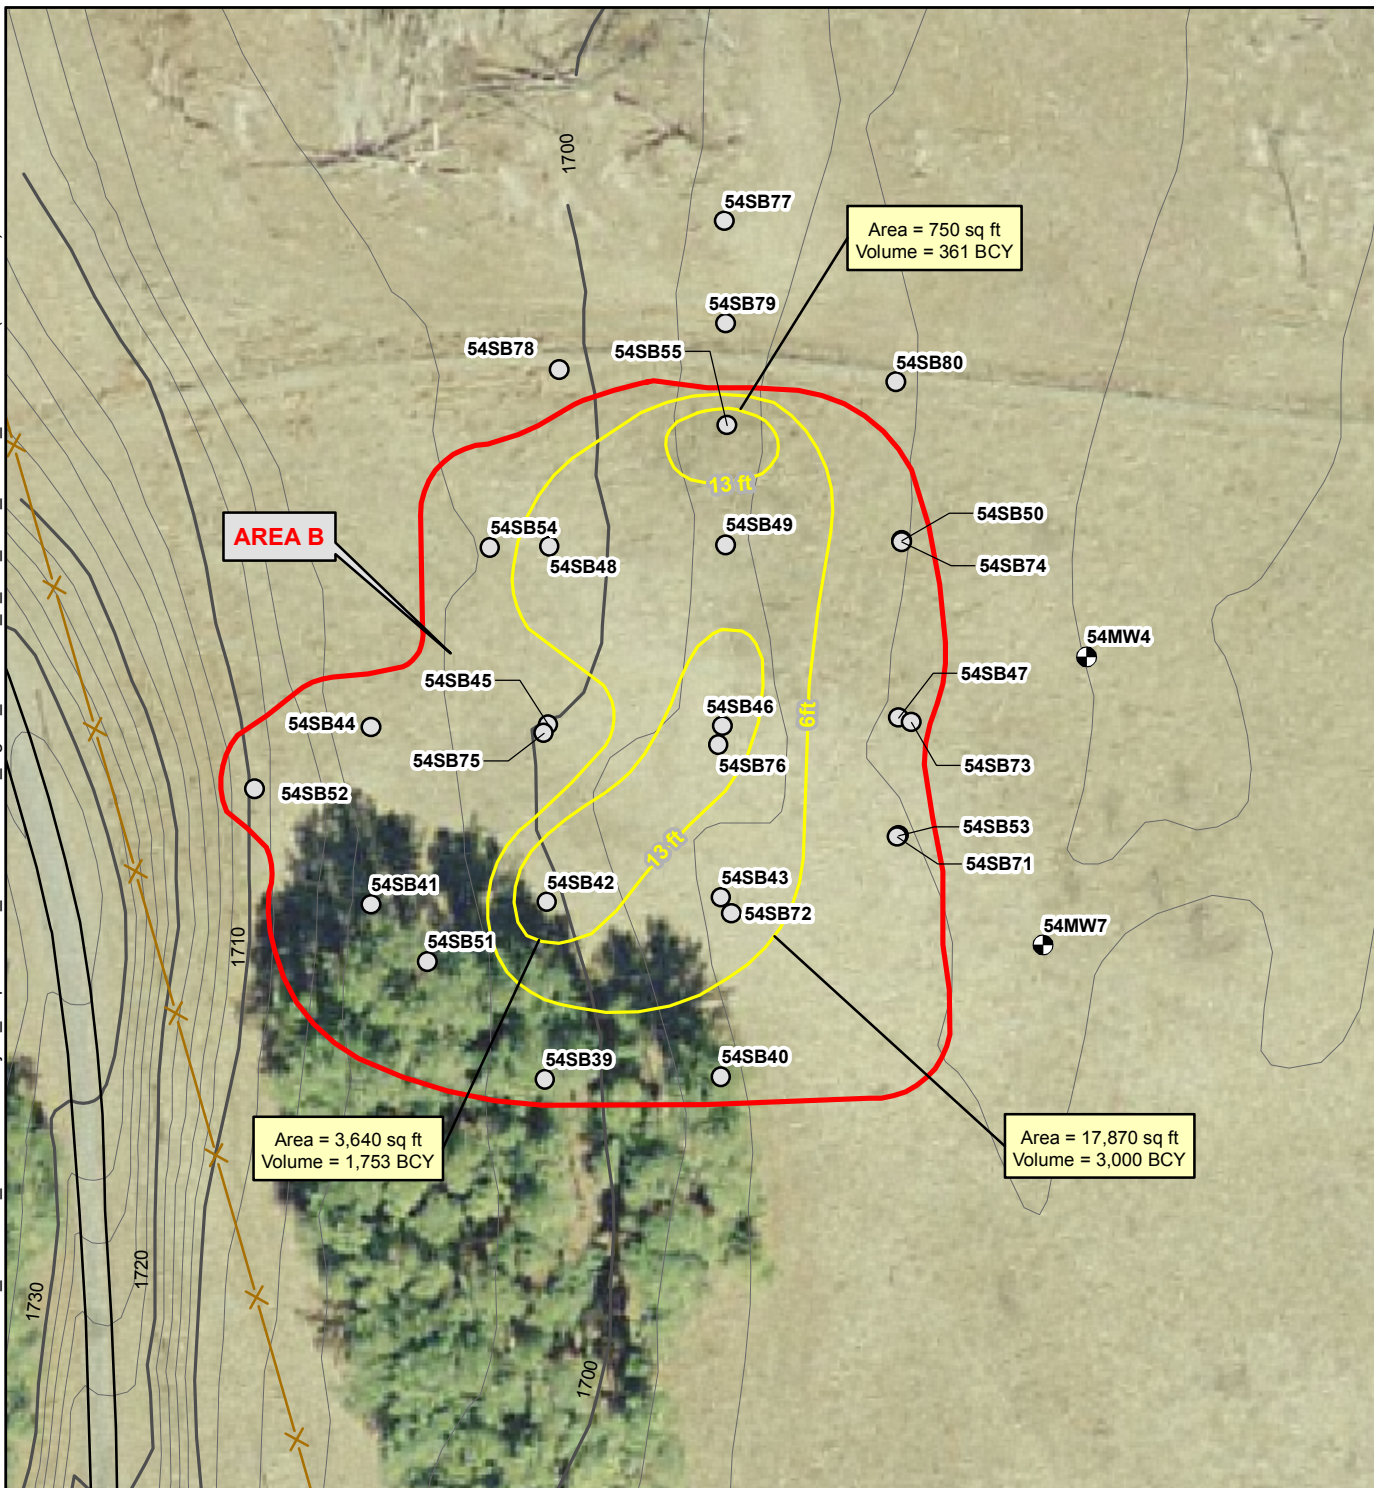 1700
54SB77
Area = 750 sq ft
Volume = 361 BCY
54SB79
54SB78
54SB55
54SB80
13 ft
54SB50
54SB54
54SB49
AREA B
54SB48
54SB74
54MW4
54SB45
54SB47
54SB46
6ft
54SB44
54SB75
54SB76
54SB73
54SB52
54SB53
13 ft
54SB71
54SB41
54SB42
54SB43
54SB72
54MW7
1710
54SB51
54SB39
54SB40
Area = 3,640 sq ft
Volume = 1,753 BCY
Area = 17,870 sq ft
Volume = 3,000 BCY
1720
1730
1700